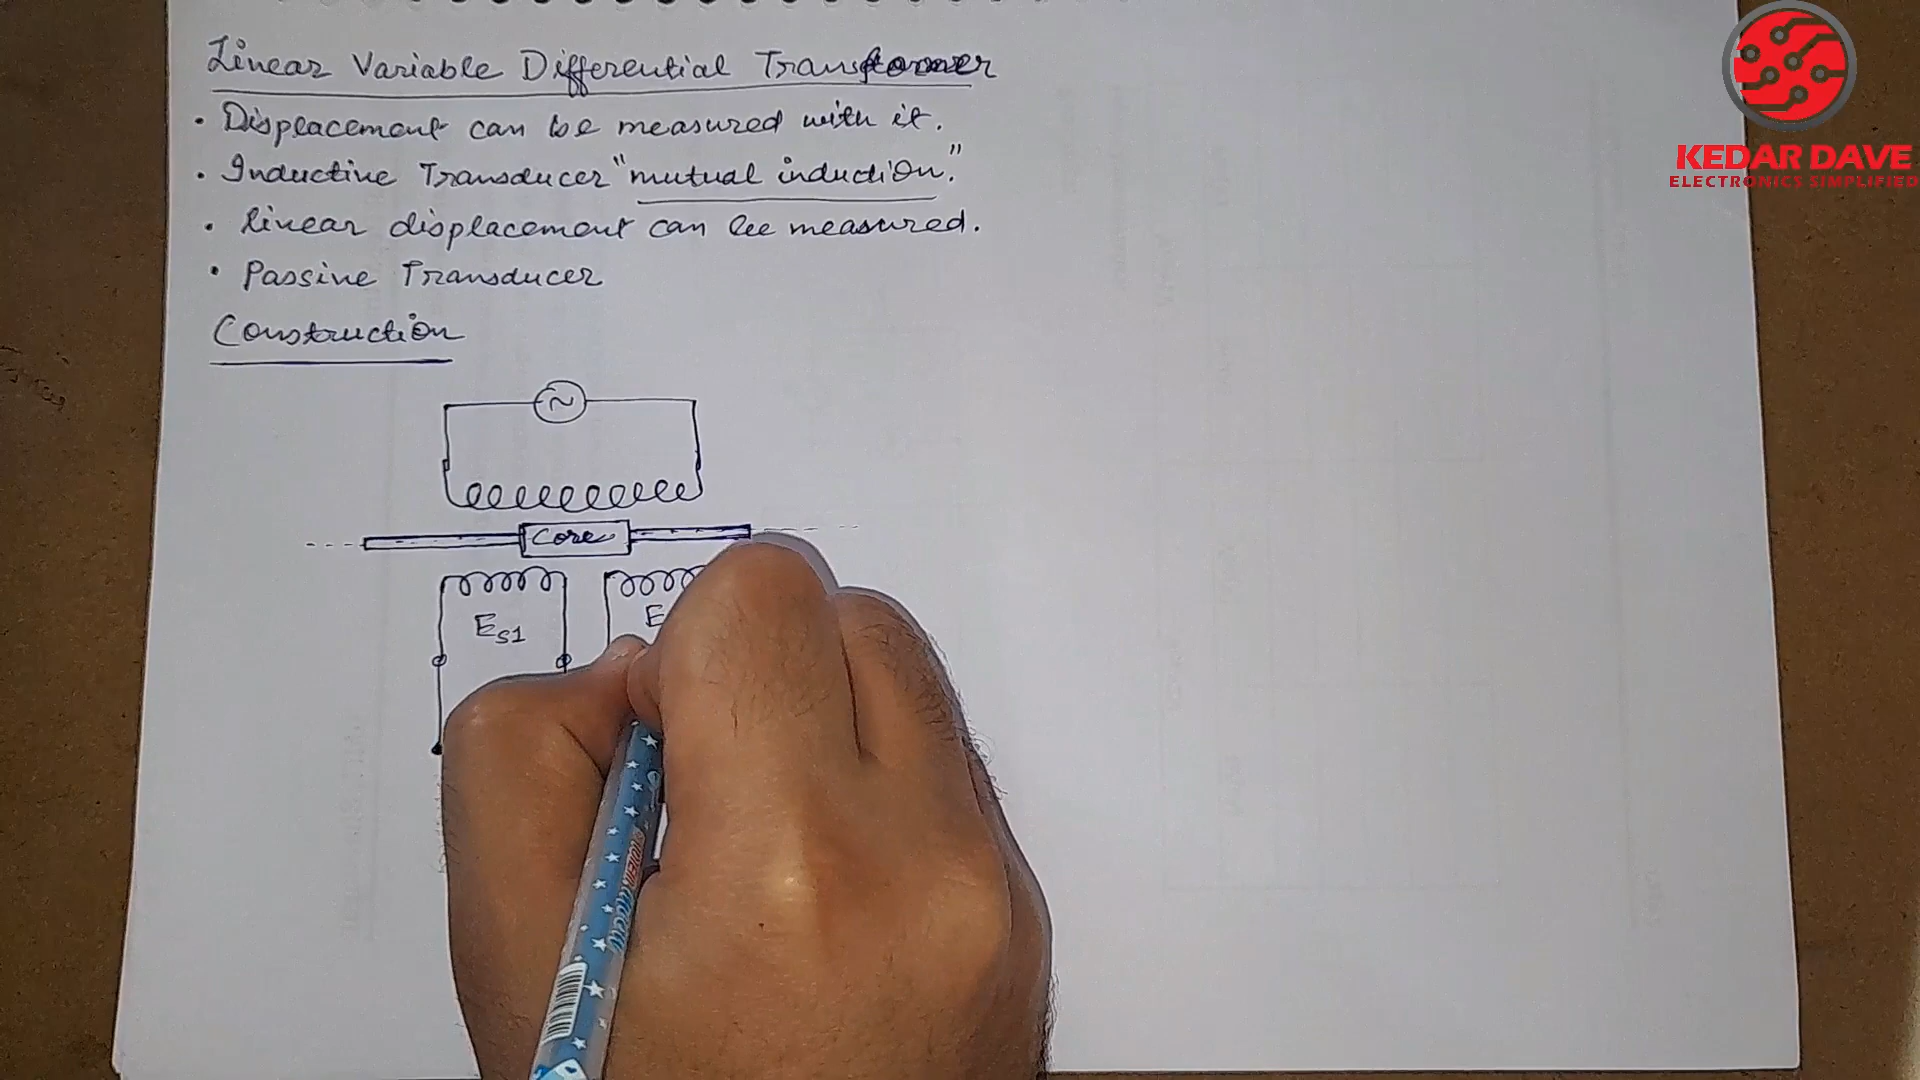 Linear Variable Differential Transformer
• Displacement can be measured with it.
• Inductive Transducer "mutual induction."
• linear displacement can be measured.
• Passive Transducer
Construction
~
Core
ES1
E
KEDAR DAVE
ELECTRONICS SIMPLIFIED